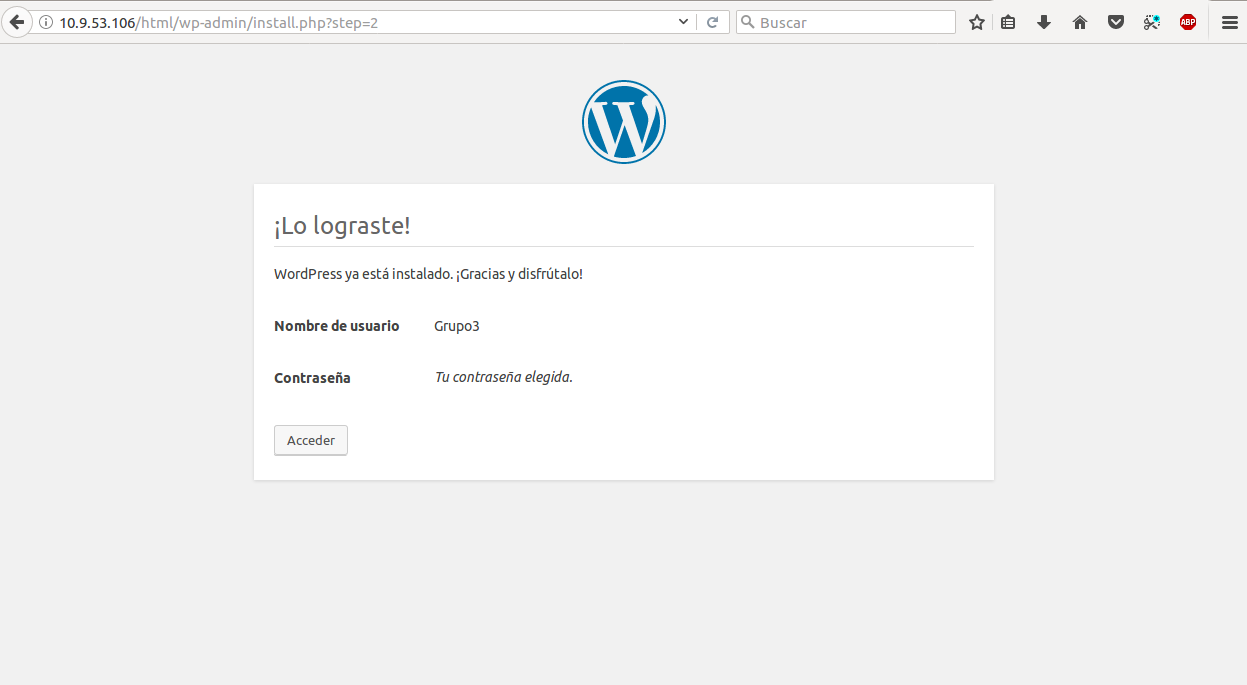 10.9.53.106/html/wp-admin/install.php?step=2
Buscar
ABP
W
¡Lo lograste!
WordPress ya está instalado. ¡Gracias y disfrútalo!
Nombre de usuario Grupo3
Contraseña Tu contraseña elegida.
Acceder